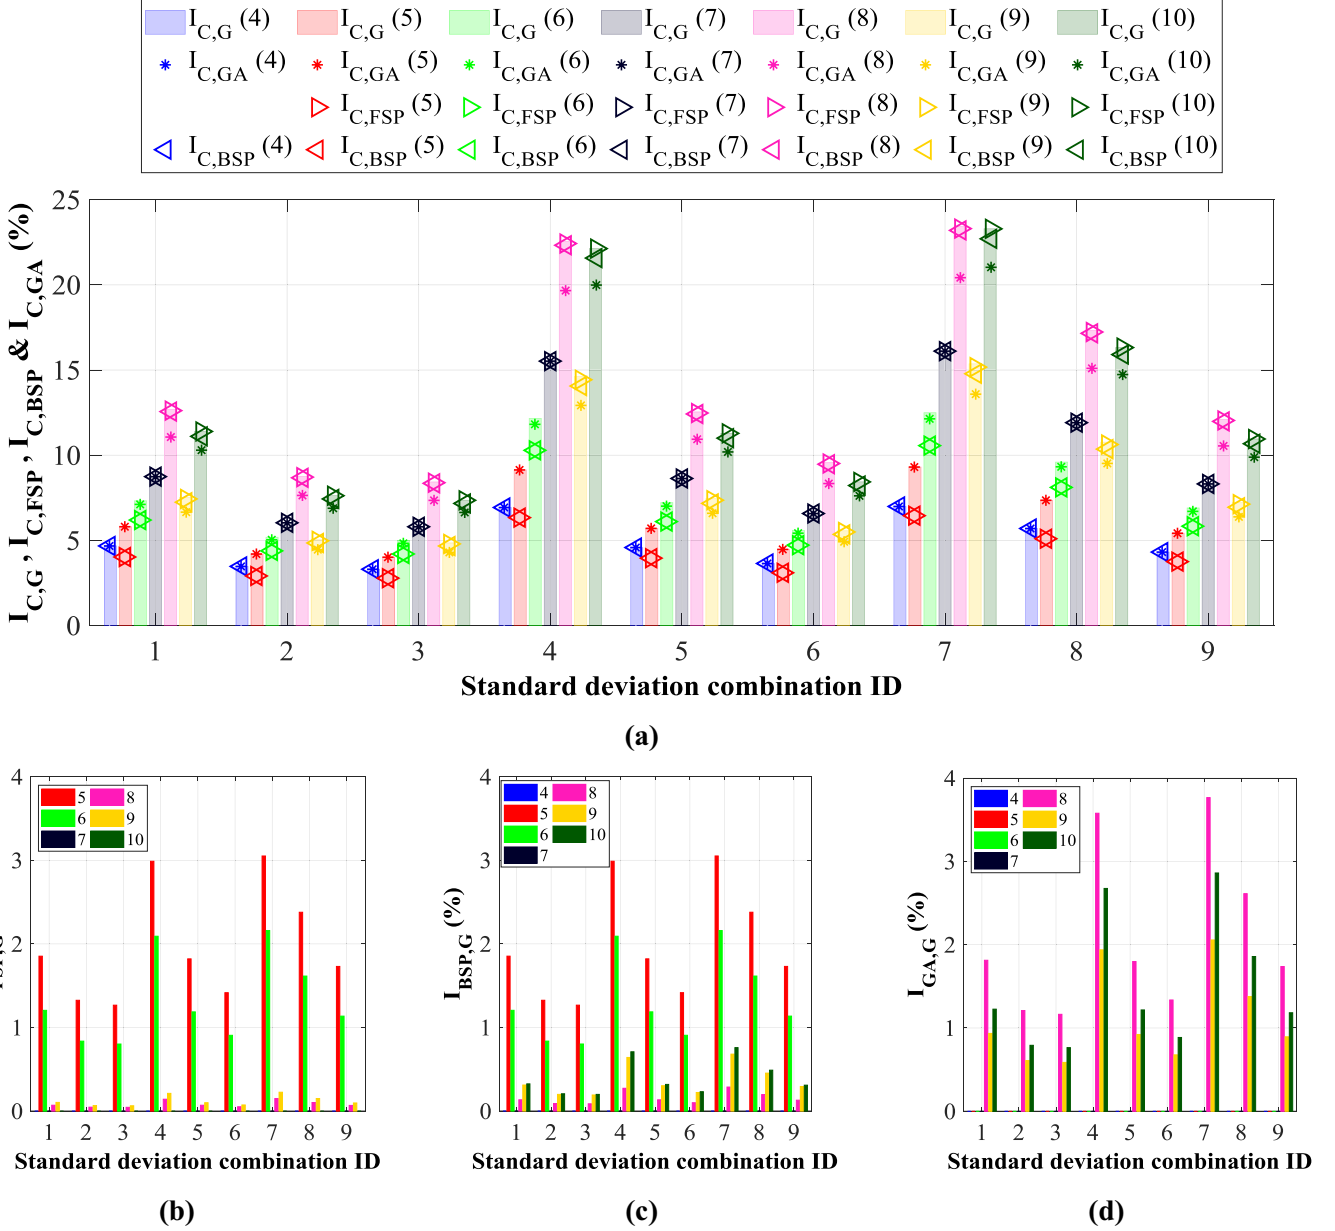 I_C,G (4) I_C,G (5) I_C,G (6) I_C,G (7) I_C,G (8) I_C,G (9) I_C,G (10)
I_C,GA (4) I_C,GA (5) I_C,GA (6) I_C,GA (7) I_C,GA (8) I_C,GA (9) I_C,GA (10)
I_C,FSP (5) I_C,FSP (6) I_C,FSP (7) I_C,FSP (8) I_C,FSP (9) I_C,FSP (10)
I_C,BSP (4) I_C,BSP (5) I_C,BSP (6) I_C,BSP (7) I_C,BSP (8) I_C,BSP (9) I_C,BSP (10)
I_C,G , I_C,FSP , I_C,BSP & I_C,GA (%)
25
20
15
10
5
0
1 2 3 4 5 6 7 8 9
Standard deviation combination ID
(a)
4
3
2
1
0
5 8
6 9
7 10
1 2 3 4 5 6 7 8 9
Standard deviation combination ID
(b)
I_BSP,G (%)
4
3
2
1
0
4 8
5 9
6 10
7
1 2 3 4 5 6 7 8 9
Standard deviation combination ID
(c)
I_GA,G (%)
4
3
2
1
0
4 8
5 9
6 10
7
1 2 3 4 5 6 7 8 9
Standard deviation combination ID
(d)